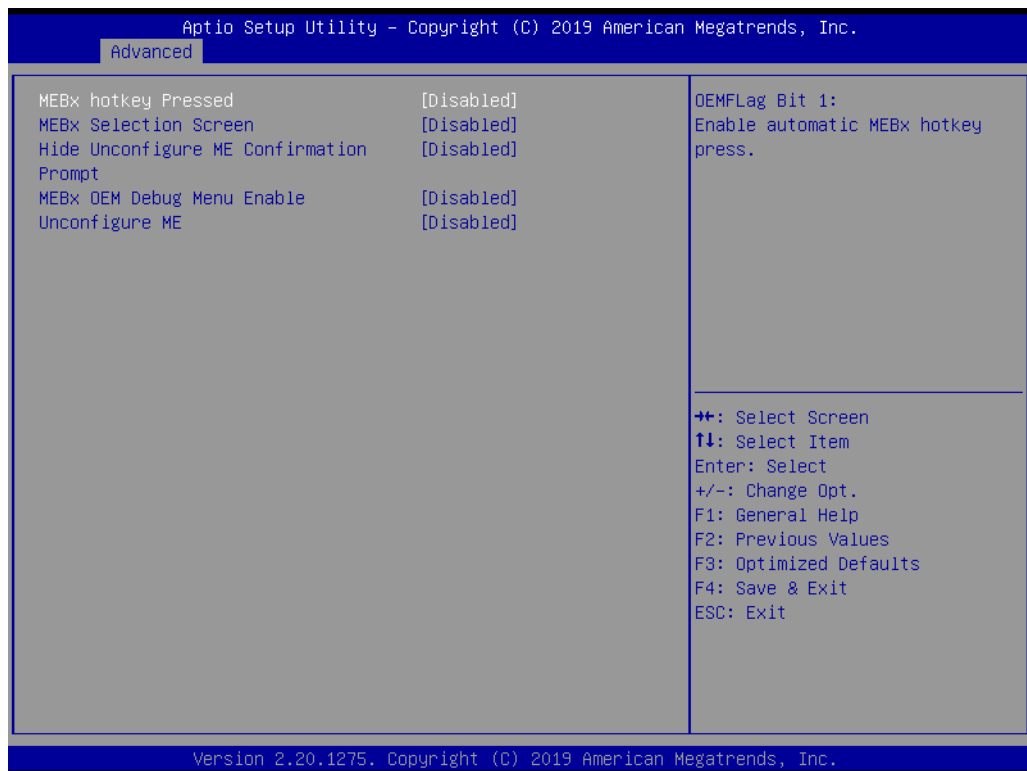 Aptio Setup Utility – Copyright (C) 2019 American Megatrends, Inc.
Advanced
MEBx hotkey Pressed [Disabled]
MEBx Selection Screen [Disabled]
Hide Unconfigure ME Confirmation [Disabled]
Prompt
MEBx OEM Debug Menu Enable [Disabled]
Unconfigure ME [Disabled]
OEMFLag Bit 1:
Enable automatic MEBx hotkey
press.
→←: Select Screen
↑↓: Select Item
Enter: Select
+/-: Change Opt.
F1: General Help
F2: Previous Values
F3: Optimized Defaults
F4: Save & Exit
ESC: Exit
Version 2.20.1275. Copyright (C) 2019 American Megatrends, Inc.